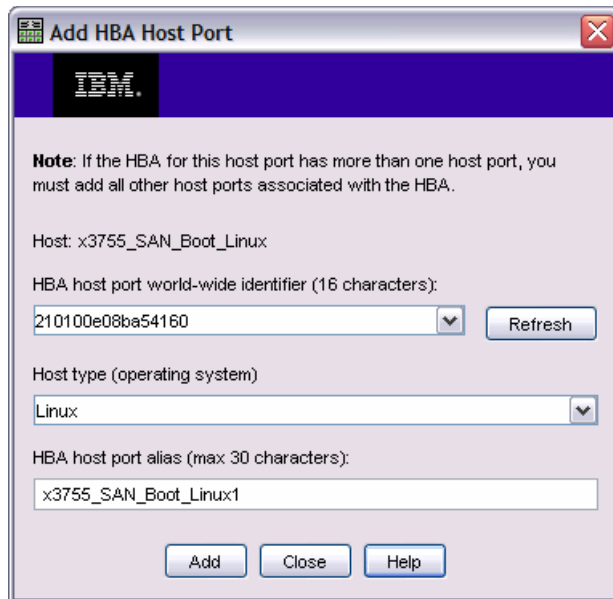 Add HBA Host Port
IBM.
Note: If the HBA for this host port has more than one host port, you
must add all other host ports associated with the HBA.
Host: x3755_SAN_Boot_Linux
HBA host port world-wide identifier (16 characters):
210100e08ba54160
Refresh
Host type (operating system)
Linux
HBA host port alias (max 30 characters):
x3755_SAN_Boot_Linux1
Add Close Help